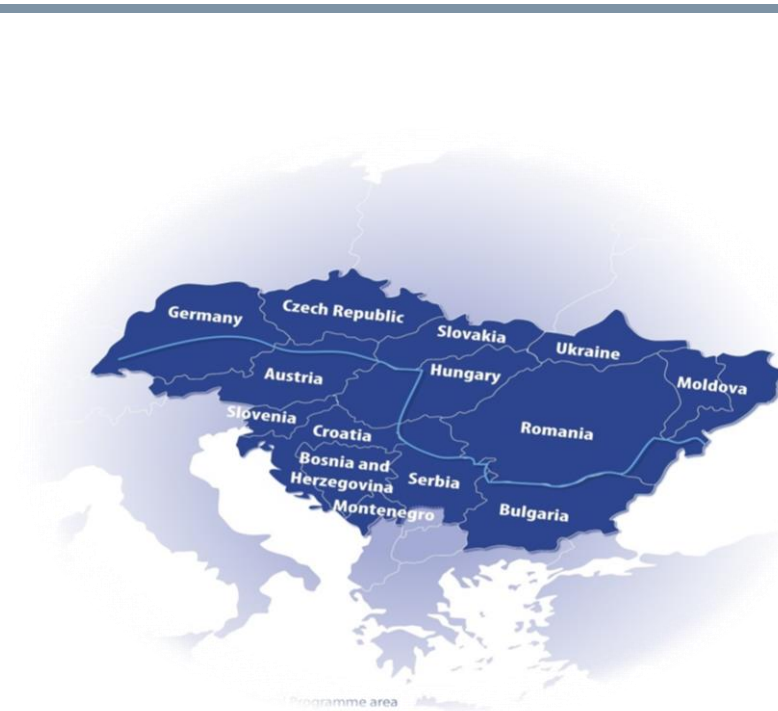 Germany
Czech Republic
Slovakia
Ukraine
Austria
Hungary
Moldova
Slovenia
Croatia
Romania
Bosnia and
Herzegovina
Serbia
Montenegro
Bulgaria
Programme area